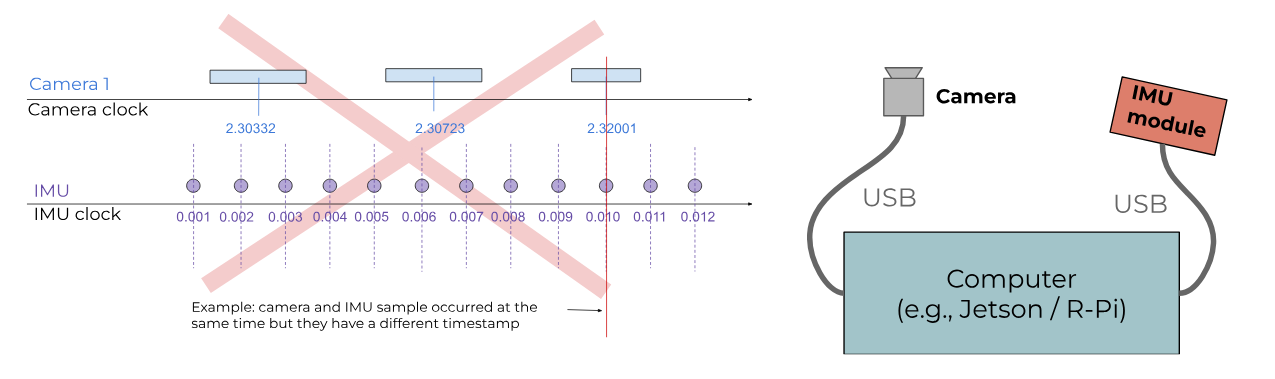 Camera 1
Camera clock
2.30332
2.30723
2.32001
IMU
IMU clock
0.001 0.002 0.003 0.004 0.005 0.006 0.007 0.008 0.009 0.010 0.011 0.012
Example: camera and IMU sample occurred at the
same time but they have a different timestamp
Camera
IMU
module
USB
USB
Computer
(e.g., Jetson / R-Pi)